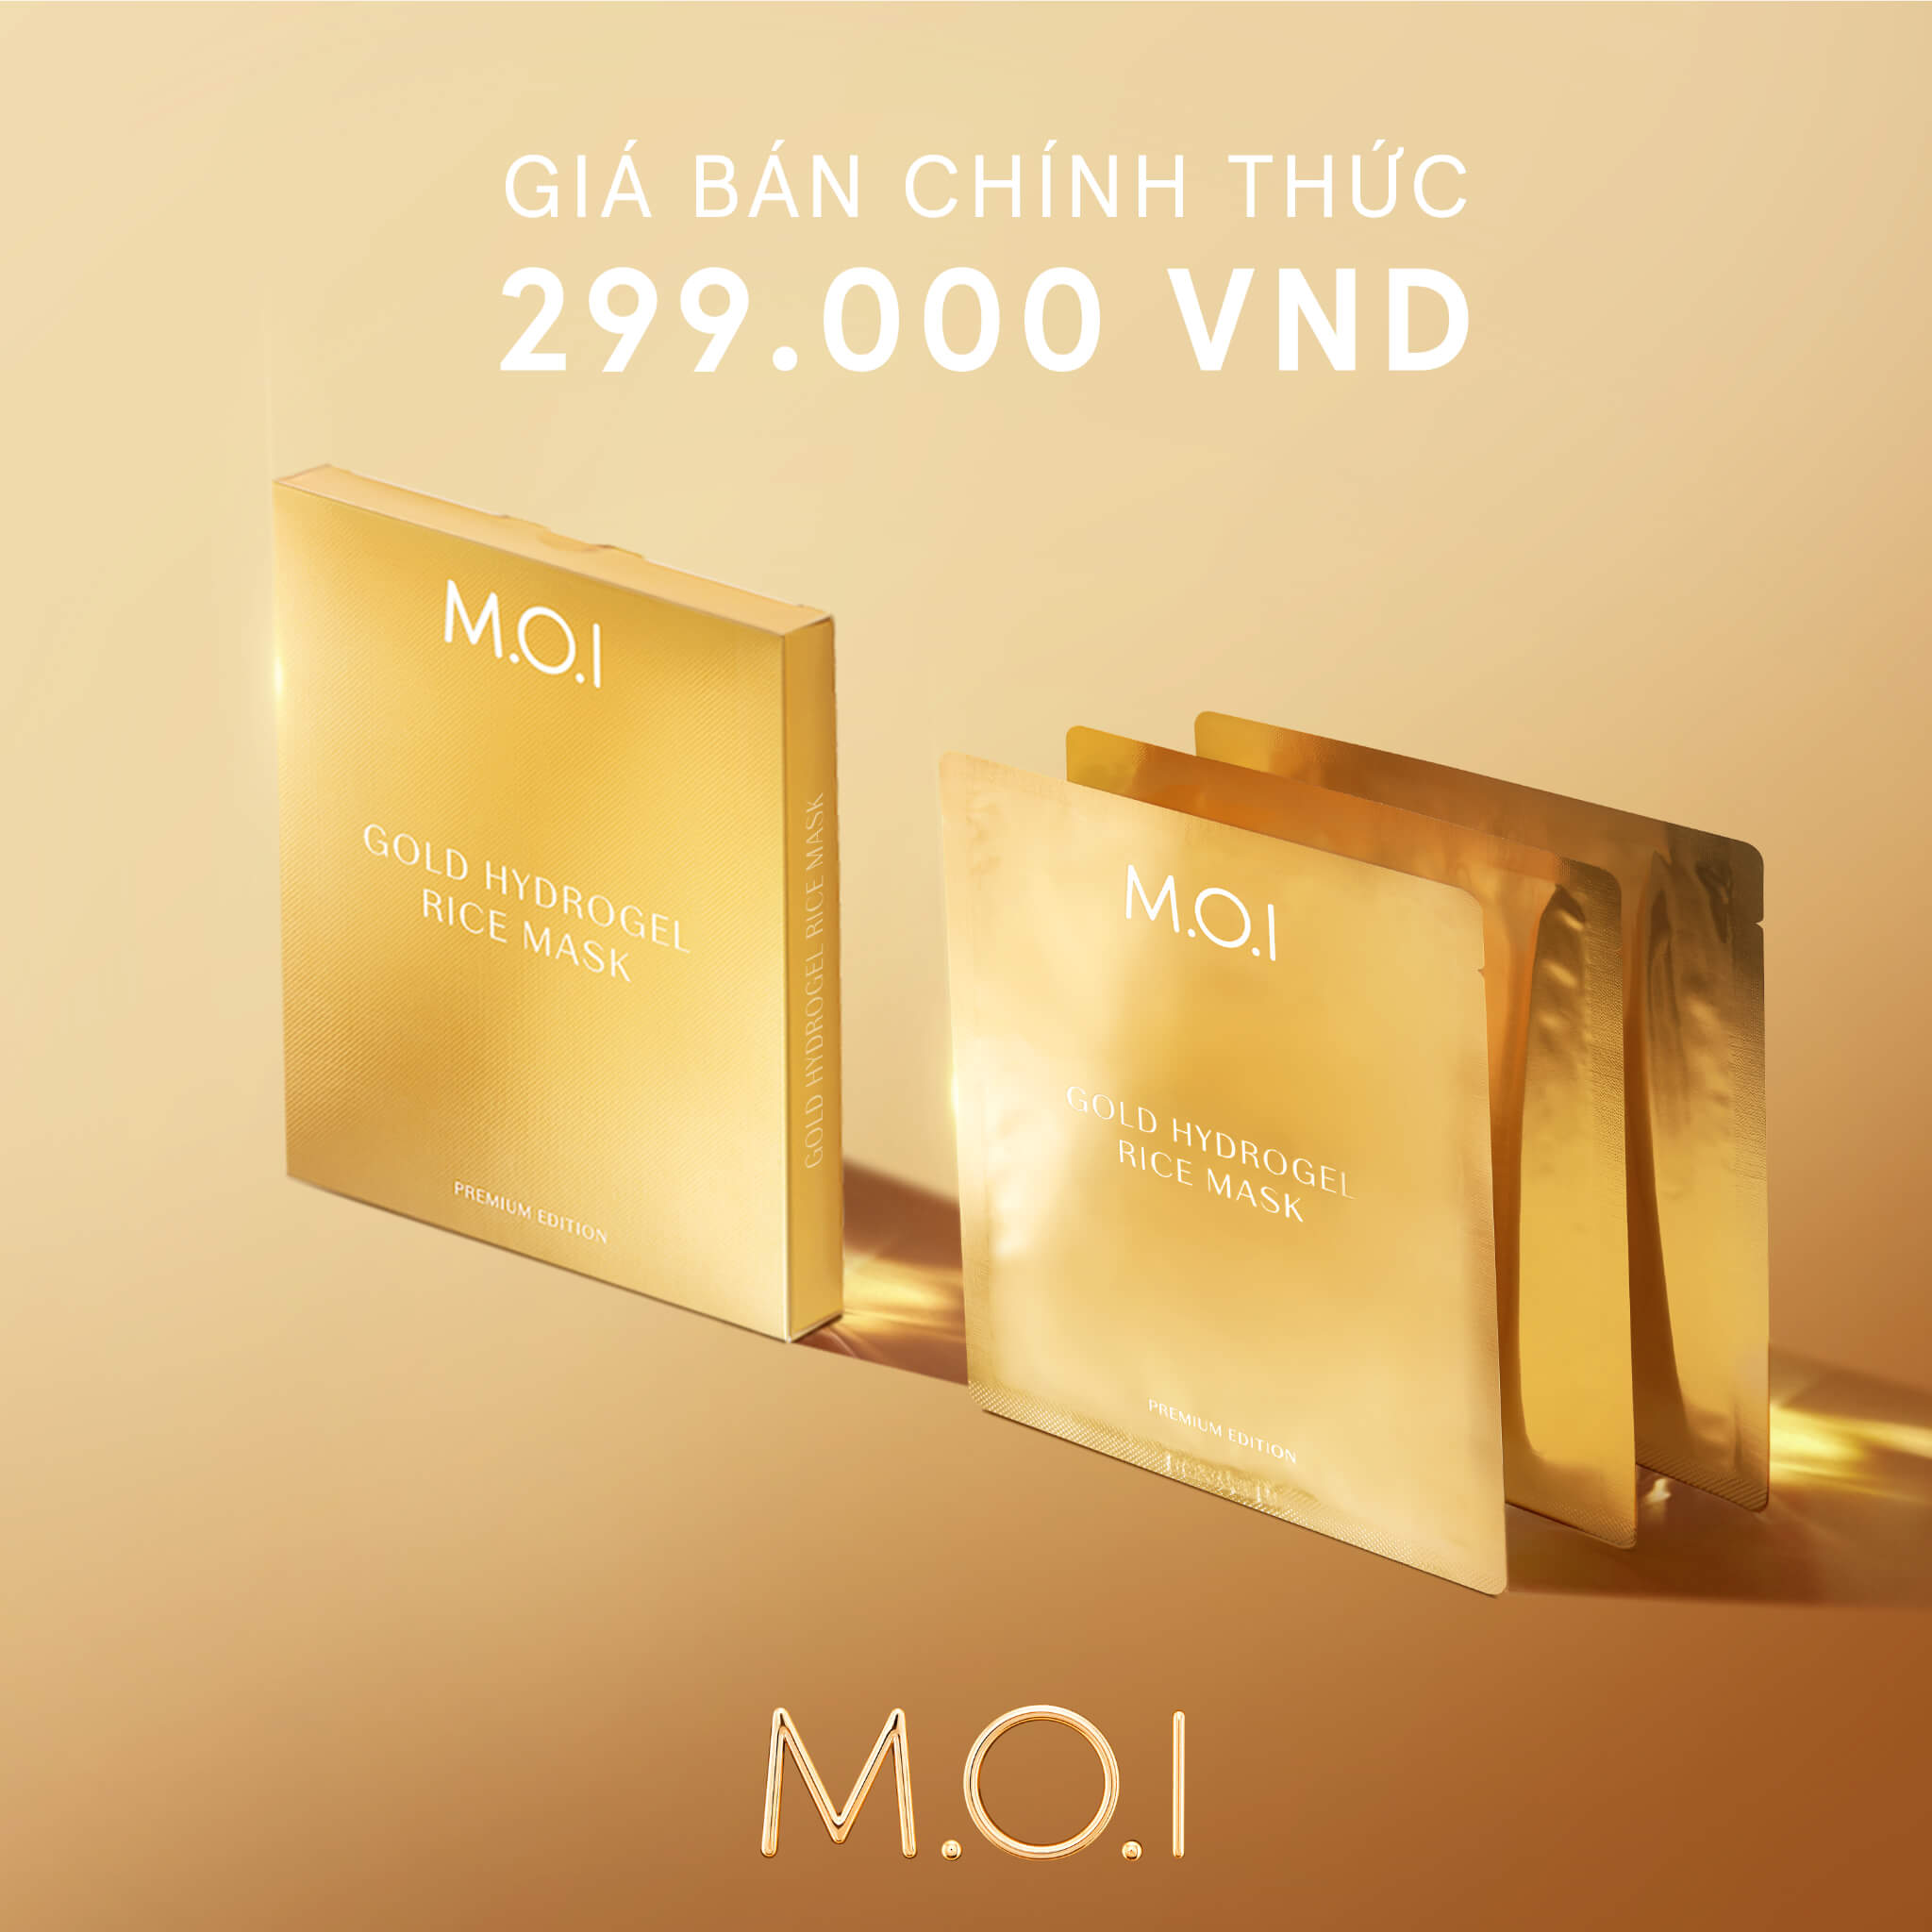 GIÁ BÁN CHÍNH THỨC
299.000 VND
M.O.I
GOLD HYDROGEL
RICE MASK
PREMIUM EDITION
GOLD HYDROGEL RICE MASK
M.O.I
GOLD HYDROGEL
RICE MASK
PREMIUM EDITION
M.O.I